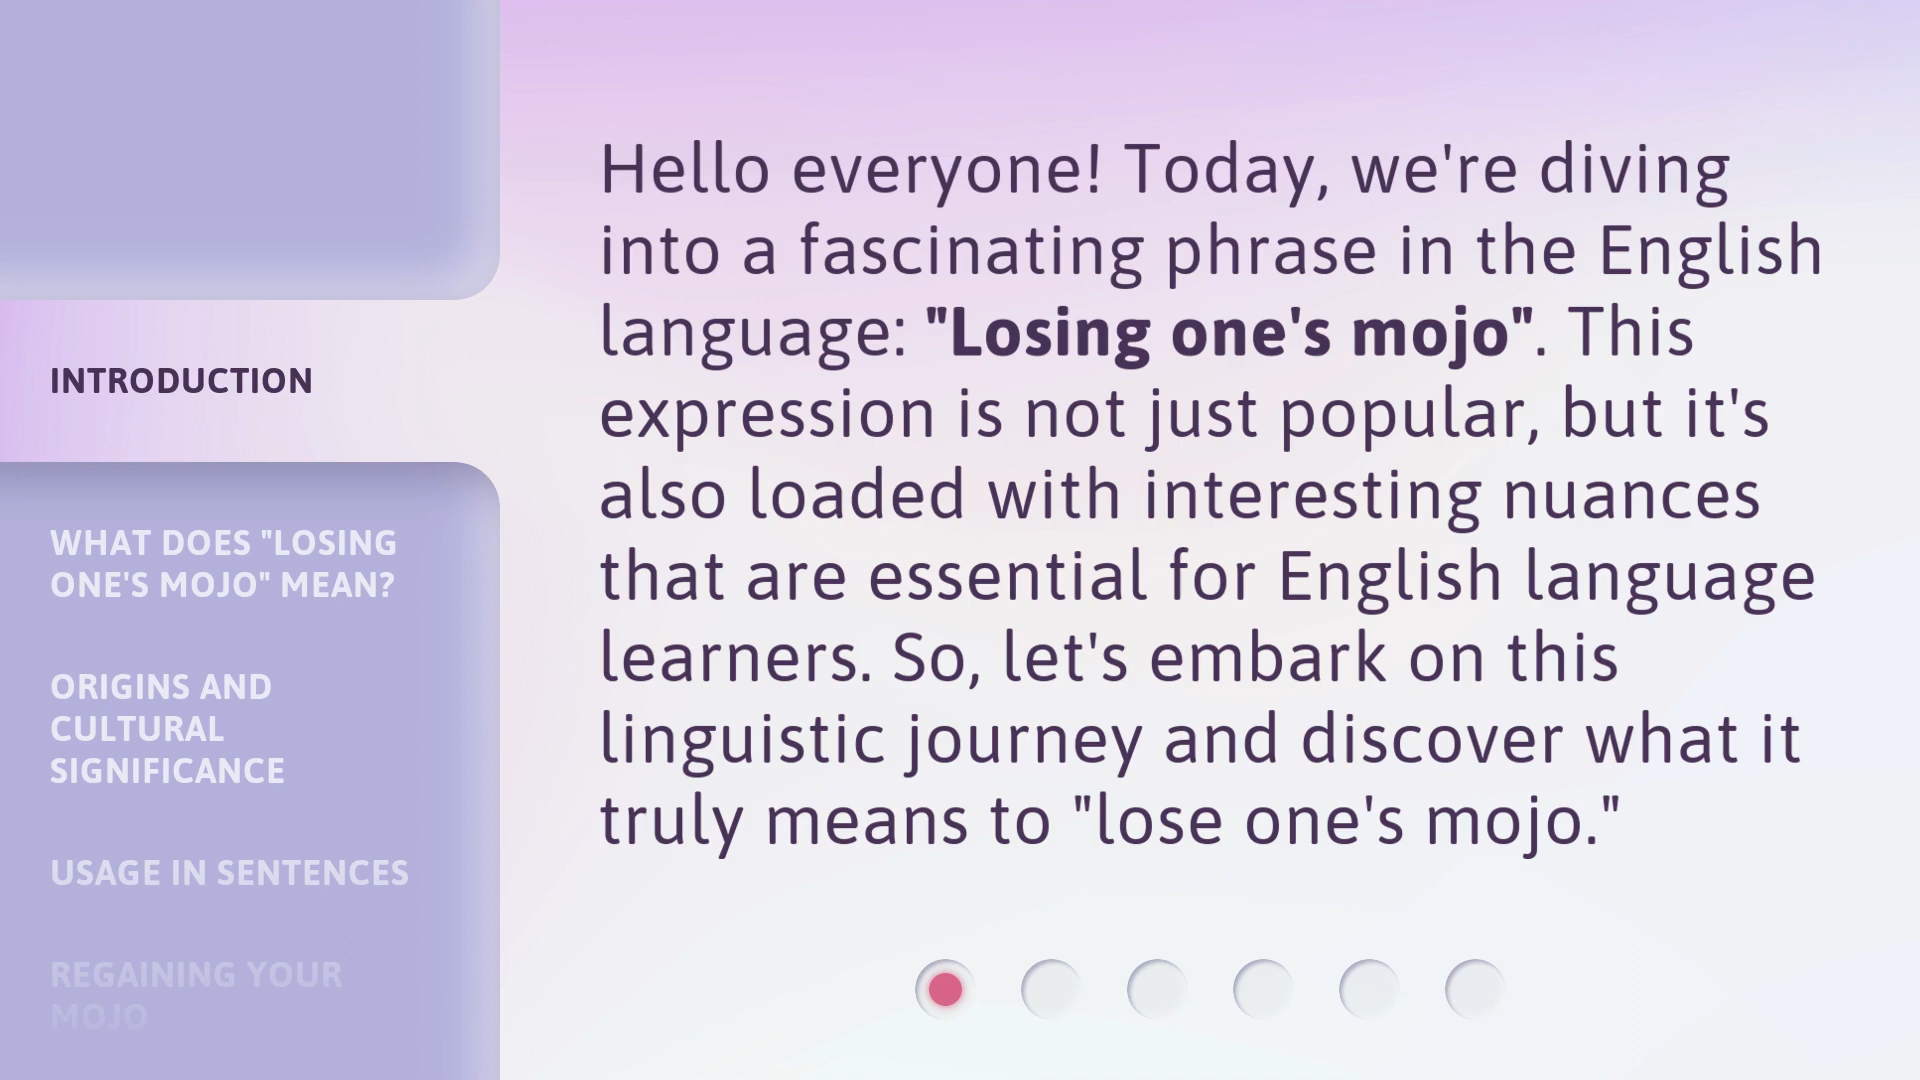 INTRODUCTION
WHAT DOES "LOSING
ONE'S MOJO" MEAN?
ORIGINS AND
CULTURAL
SIGNIFICANCE
USAGE IN SENTENCES
REGAINING YOUR
MOJO
Hello everyone! Today, we're diving
into a fascinating phrase in the English
language: "Losing one's mojo". This
expression is not just popular, but it's
also loaded with interesting nuances
that are essential for English language
learners. So, let's embark on this
linguistic journey and discover what it
truly means to "lose one's mojo."